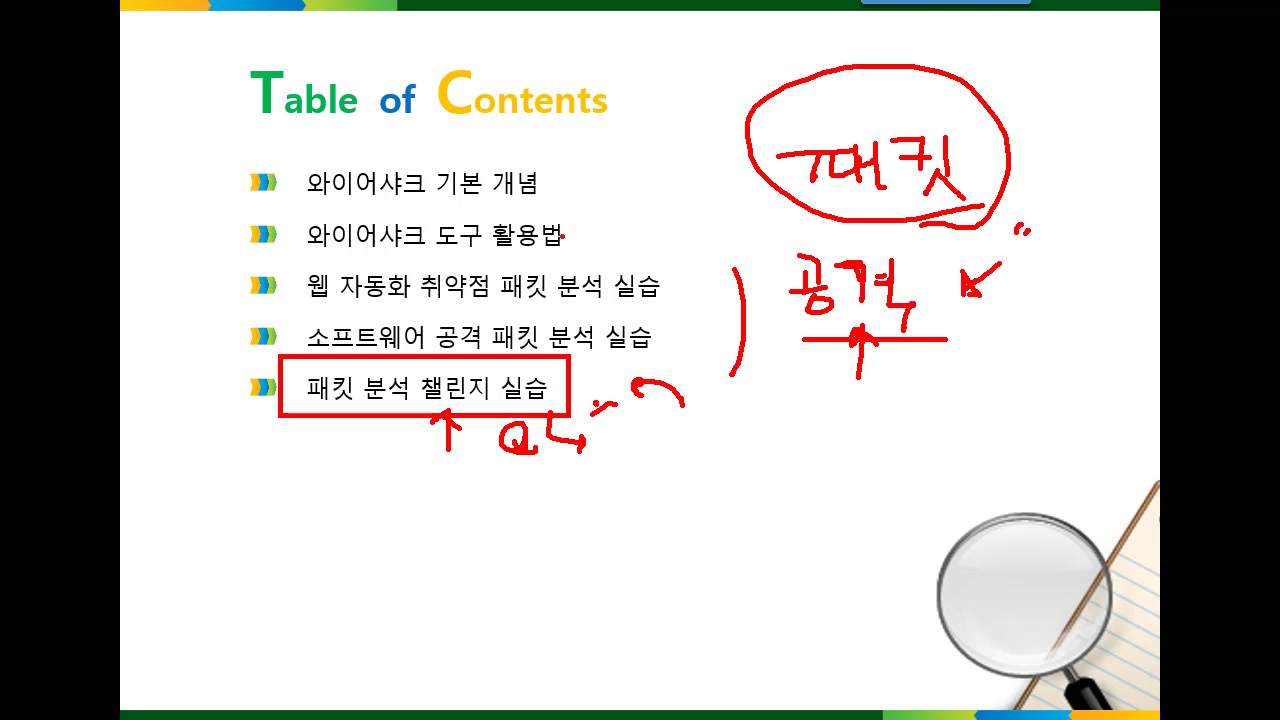 Table of Contents
패킷
와이어샤크 기본 개념
와이어샤크 도구 활용법
웹 자동화 취약점 패킷 분석 실습
공격
소프트웨어 공격 패킷 분석 실습
패킷 분석 챌린지 실습